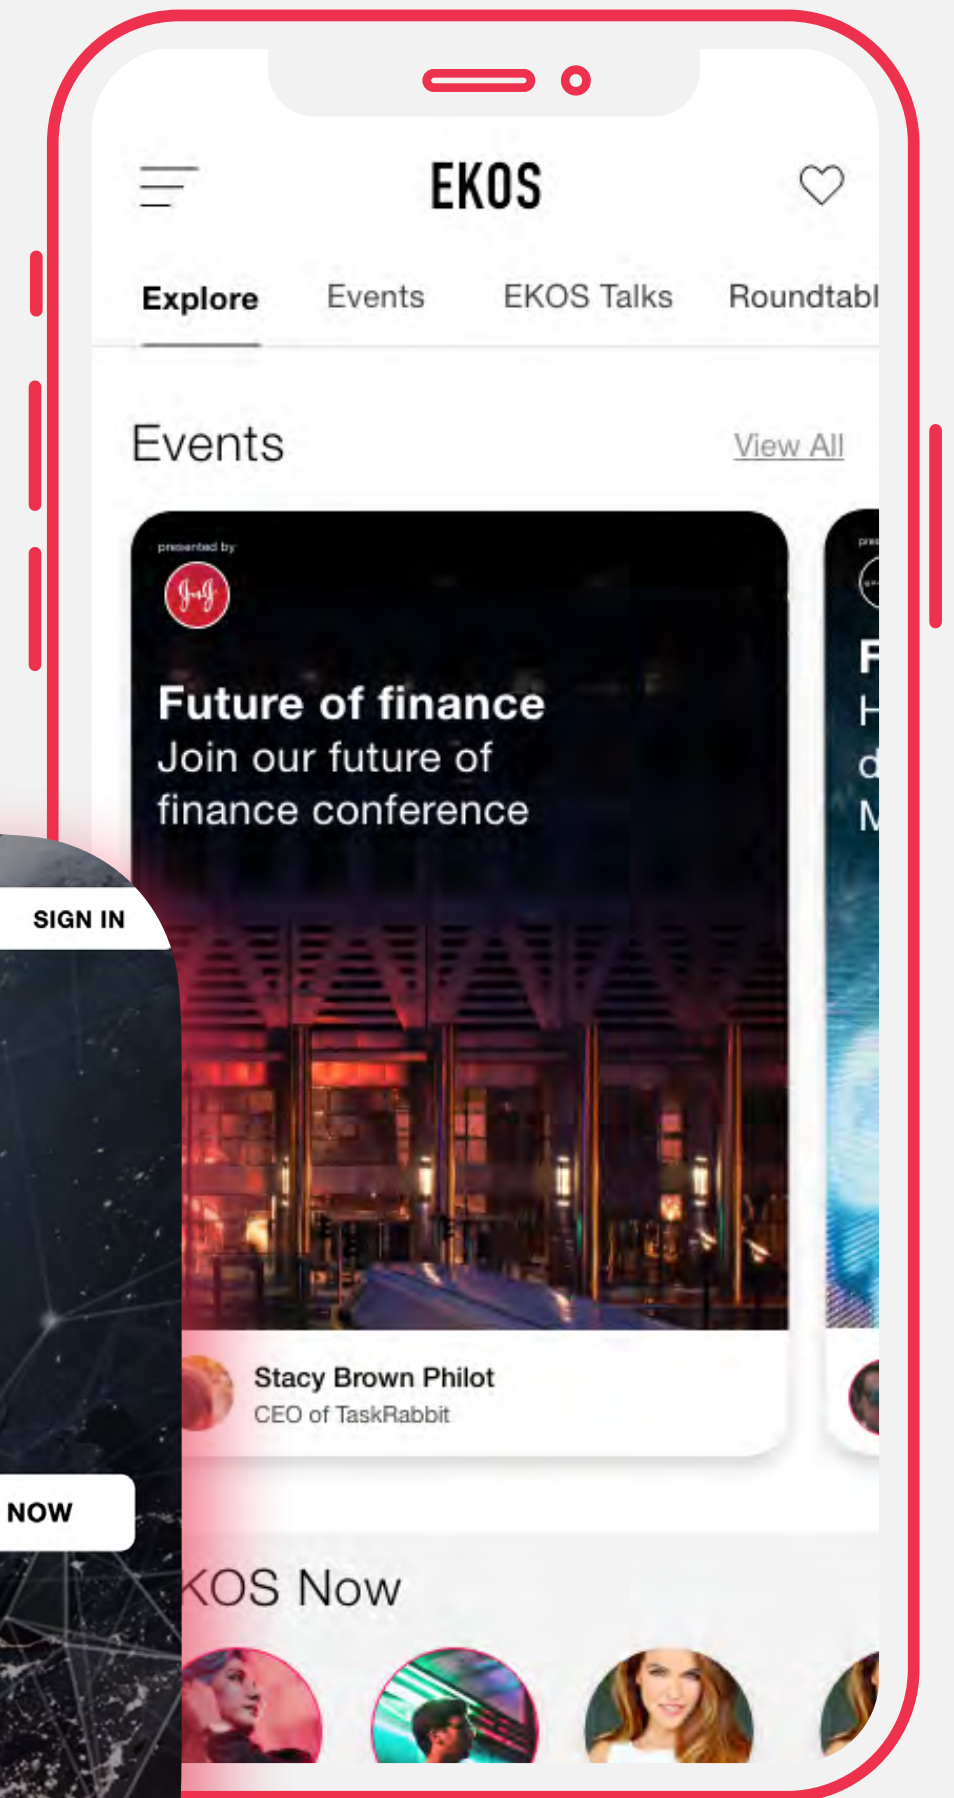 EKOS
Explore Events EKOS Talks Roundtabl
Events View All
presented by
JnJ
Future of finance
Join our future of
finance conference
F
H
d
M
SIGN IN
Stacy Brown Philot
CEO of TaskRabbit
NOW
KOS Now